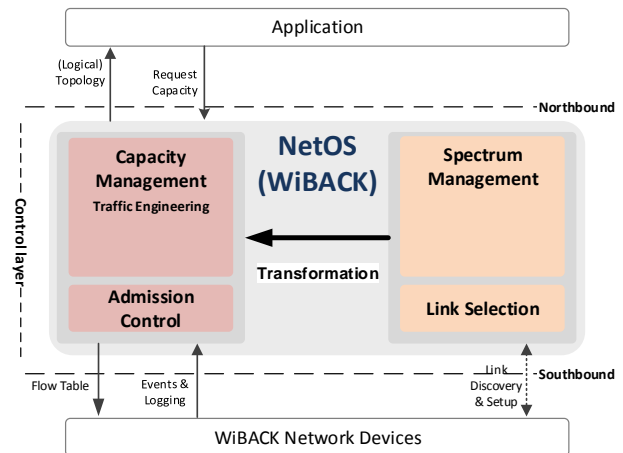 Application
(Logical)
Topology
Request
Capacity
Northbound
Control layer
NetOS
(WiBACK)
Capacity
Management
Traffic Engineering
Spectrum
Management
Transformation
Admission
Control
Link Selection
Flow Table
Events &
Logging
Link
Discovery
& Setup
Southbound
WiBACK Network Devices